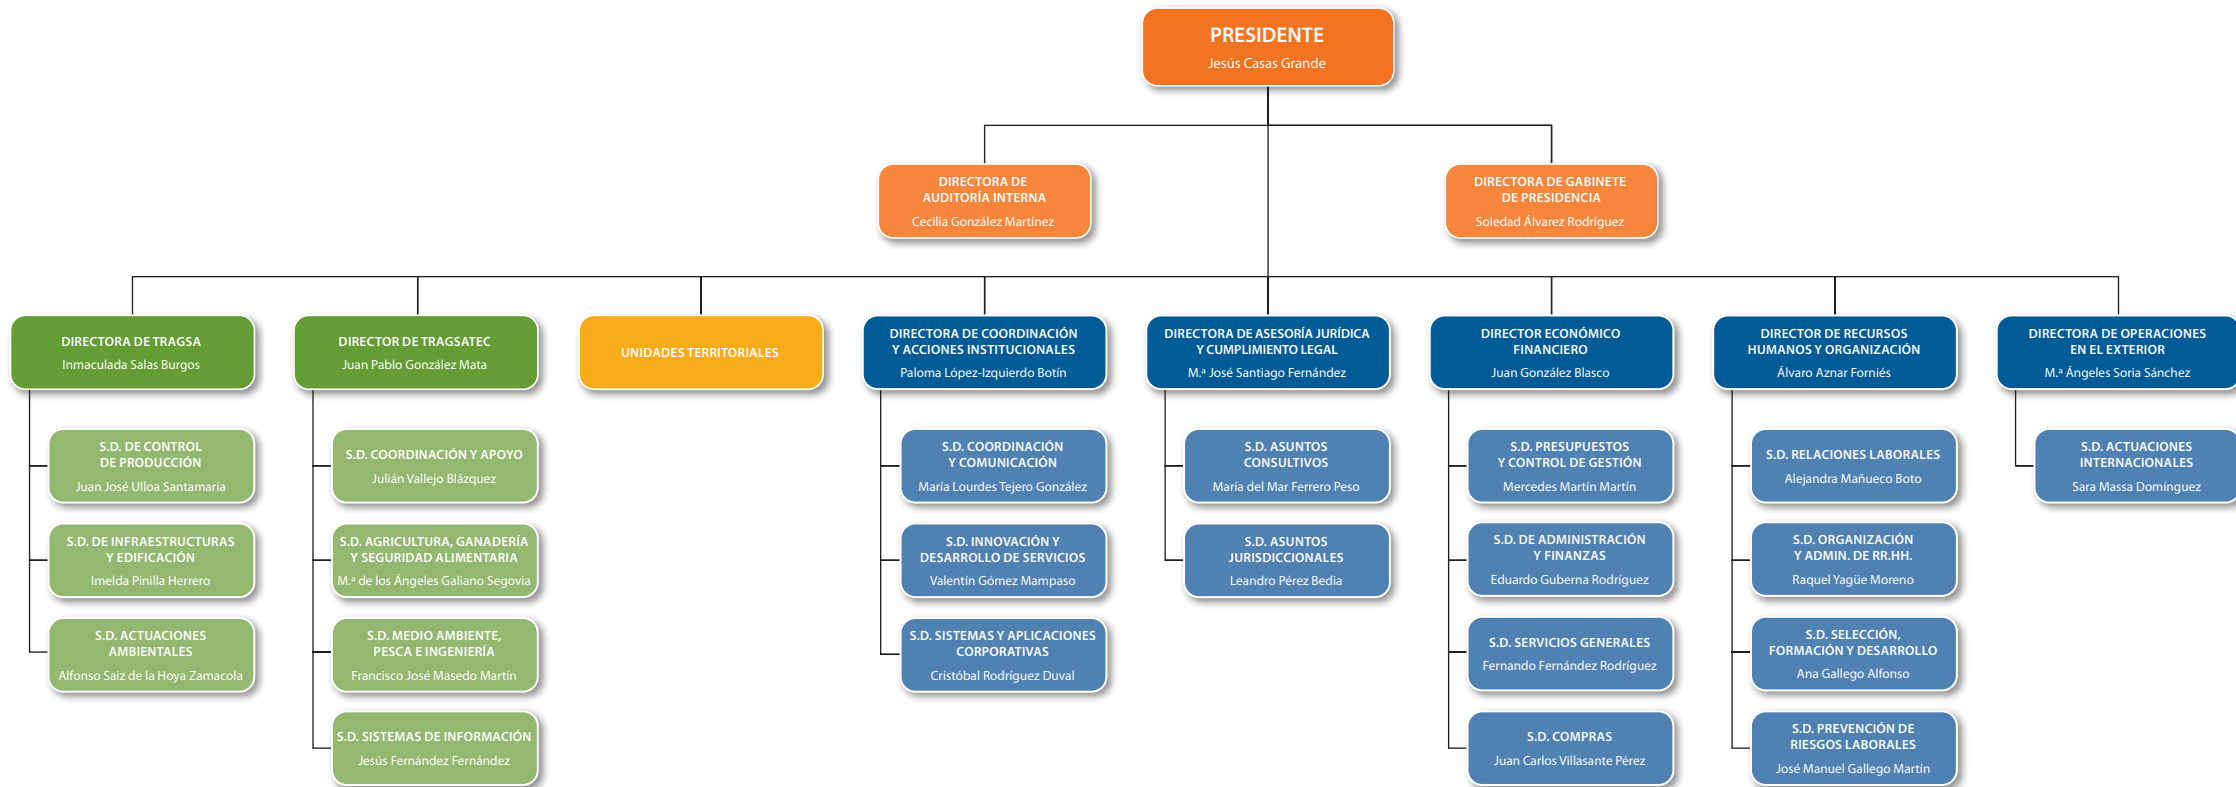 PRESIDENTE
Jesús Casas Grande
DIRECTORA DE
AUDITORÍA INTERNA
Cecilia González Martínez
DIRECTORA DE GABINETE
DE PRESIDENCIA
Soledad Álvarez Rodríguez
DIRECTORA DE TRAGSA
Inmaculada Salas Burgos
S.D. DE CONTROL
DE PRODUCCIÓN
Juan José Ulloa Santamaría
S.D. DE INFRAESTRUCTURAS
Y EDIFICACIÓN
Imelda Pinilla Herrero
S.D. ACTUACIONES
AMBIENTALES
Alfonso Saiz de la Hoya Zamacola
DIRECTOR DE TRAGSATEC
Juan Pablo González Mata
S.D. COORDINACIÓN Y APOYO
Julián Vallejo Blázquez
S.D. AGRICULTURA, GANADERÍA
Y SEGURIDAD ALIMENTARIA
M.ª de los Ángeles Galiano Segovia
S.D. MEDIO AMBIENTE,
PESCA E INGENIERÍA
Francisco José Masedo Martín
S.D. SISTEMAS DE INFORMACIÓN
Jesús Fernández Fernández
UNIDADES TERRITORIALES
DIRECTORA DE COORDINACIÓN
Y ACCIONES INSTITUCIONALES
Paloma López-Izquierdo Botín
S.D. COORDINACIÓN
Y COMUNICACIÓN
María Lourdes Tejero González
S.D. INNOVACIÓN Y
DESARROLLO DE SERVICIOS
Valentín Gómez Mampaso
S.D. SISTEMAS Y APLICACIONES
CORPORATIVAS
Cristóbal Rodríguez Duval
DIRECTORA DE ASESORÍA JURÍDICA
Y CUMPLIMIENTO LEGAL
M.ª José Santiago Fernández
S.D. ASUNTOS
CONSULTIVOS
María del Mar Ferrero Peso
S.D. ASUNTOS
JURISDICCIONALES
Leandro Pérez Bedia
DIRECTOR ECONÓMICO
FINANCIERO
Juan González Blasco
S.D. PRESUPUESTOS
Y CONTROL DE GESTIÓN
Mercedes Martín Martín
S.D. DE ADMINISTRACIÓN
Y FINANZAS
Eduardo Guberna Rodríguez
S.D. SERVICIOS GENERALES
Fernando Fernández Rodríguez
S.D. COMPRAS
Juan Carlos Villasante Pérez
DIRECTOR DE RECURSOS
HUMANOS Y ORGANIZACIÓN
Álvaro Aznar Forniés
S.D. RELACIONES LABORALES
Alejandra Mañueco Boto
S.D. ORGANIZACIÓN
Y ADMIN. DE RR.HH.
Raquel Yagüe Moreno
S.D. SELECCIÓN,
FORMACIÓN Y DESARROLLO
Ana Gallego Alfonso
S.D. PREVENCIÓN DE
RIESGOS LABORALES
José Manuel Gallego Martín
DIRECTORA DE OPERACIONES
EN EL EXTERIOR
M.ª Ángeles Soria Sánchez
S.D. ACTUACIONES
INTERNACIONALES
Sara Massa Domínguez